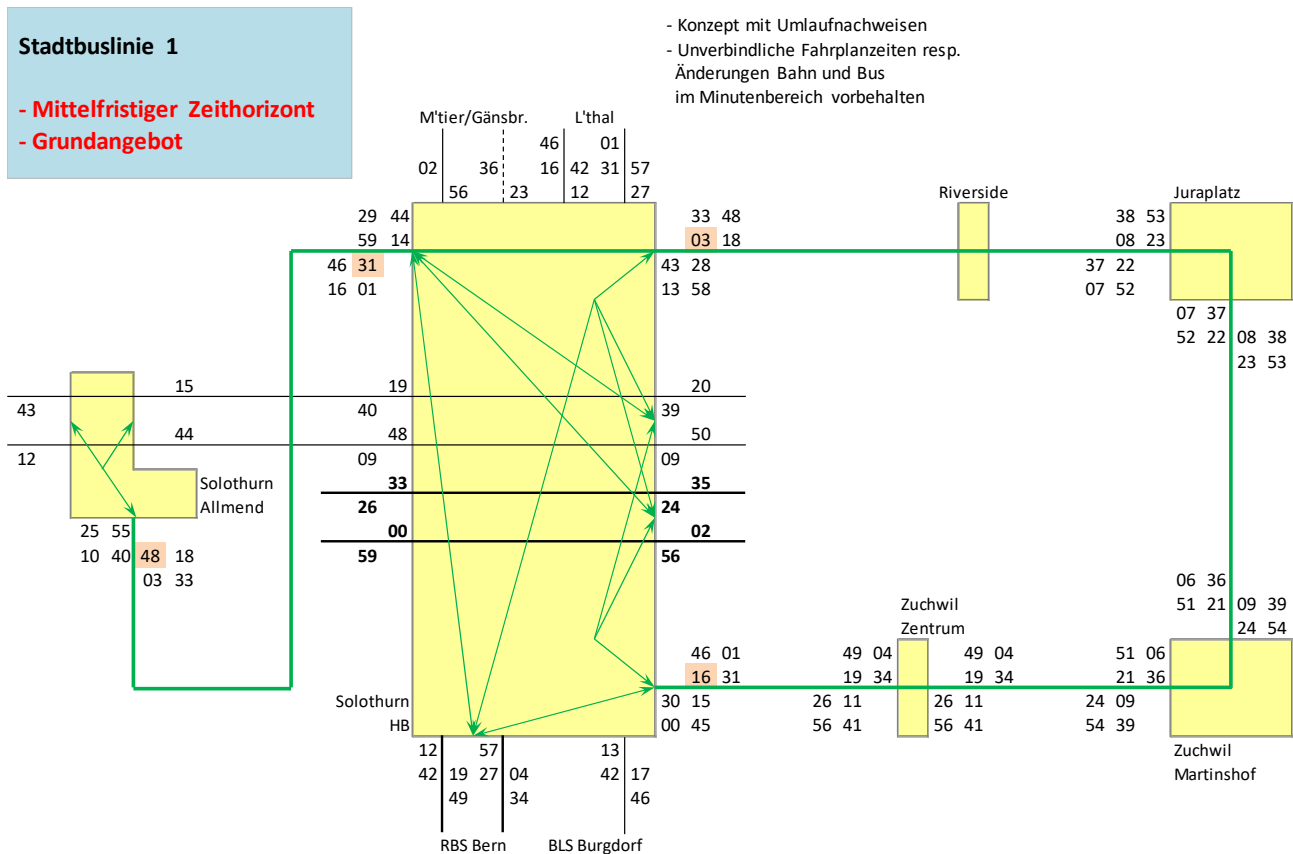 Stadtbuslinie 1
- Mittelfristiger Zeithorizont
- Grundangebot
- Konzept mit Umlaufnachweisen
- Unverbindliche Fahrplanzeiten resp.
Änderungen Bahn und Bus
im Minutenbereich vorbehalten
M'tier/Gänsbr. L'thal
46 01
02 36 16 42 31 57
56 23 12 27
Riverside Juraplatz
29 44 33 48 38 53
59 14 03 18 08 23
46 31 43 28 37 22
16 01 13 58 07 52
07 37
52 22 08 38
23 53
15 19 20
43 40 39
44 48 50
12 09 09
33 35
26 24
00 02
59 56
Solothurn
Allmend
25 55
10 40 48 18
03 33
06 36
51 21 09 39
24 54
Zuchwil
Zentrum
46 01 49 04 49 04 51 06
16 31 19 34 19 34 21 36
Solothurn 30 15 26 11 26 11 24 09
HB 00 45 56 41 56 41 54 39
Zuchwil
Martinshof
12 57 13
42 19 27 04 42 17
49 34 46
RBS Bern BLS Burgdorf